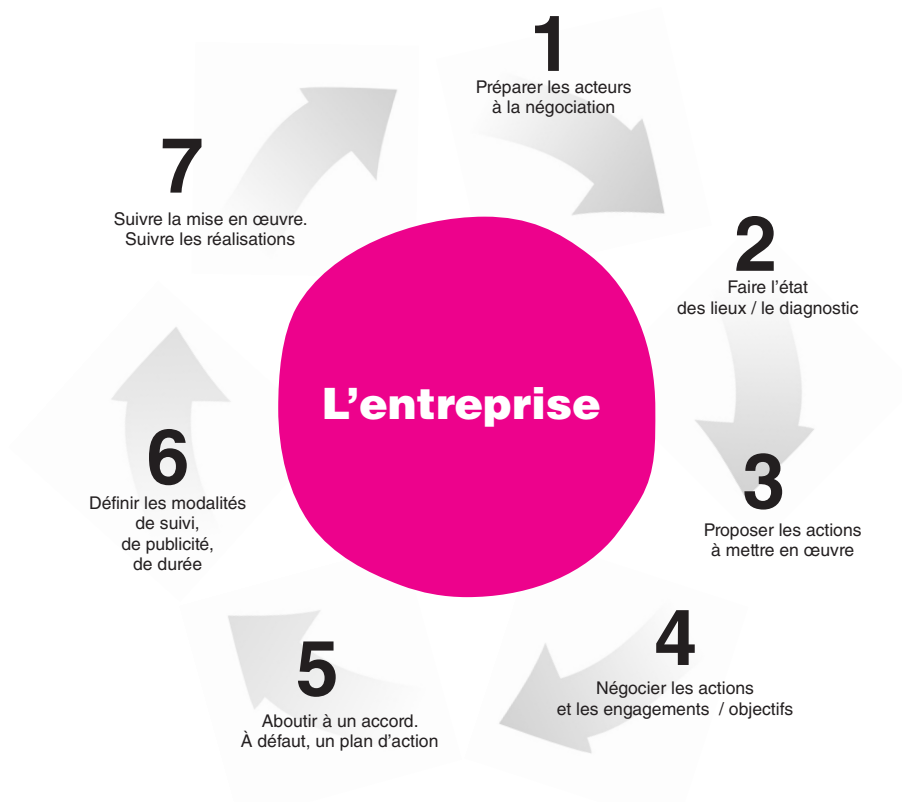 1
Préparer les acteurs
à la négociation
2
Faire l’état
des lieux / le diagnostic
3
Proposer les actions
à mettre en œuvre
4
Négocier les actions
et les engagements / objectifs
5
Aboutir à un accord.
À défaut, un plan d’action
6
Définir les modalités
de suivi,
de publicité,
de durée
7
Suivre la mise en œuvre.
Suivre les réalisations
L’entreprise